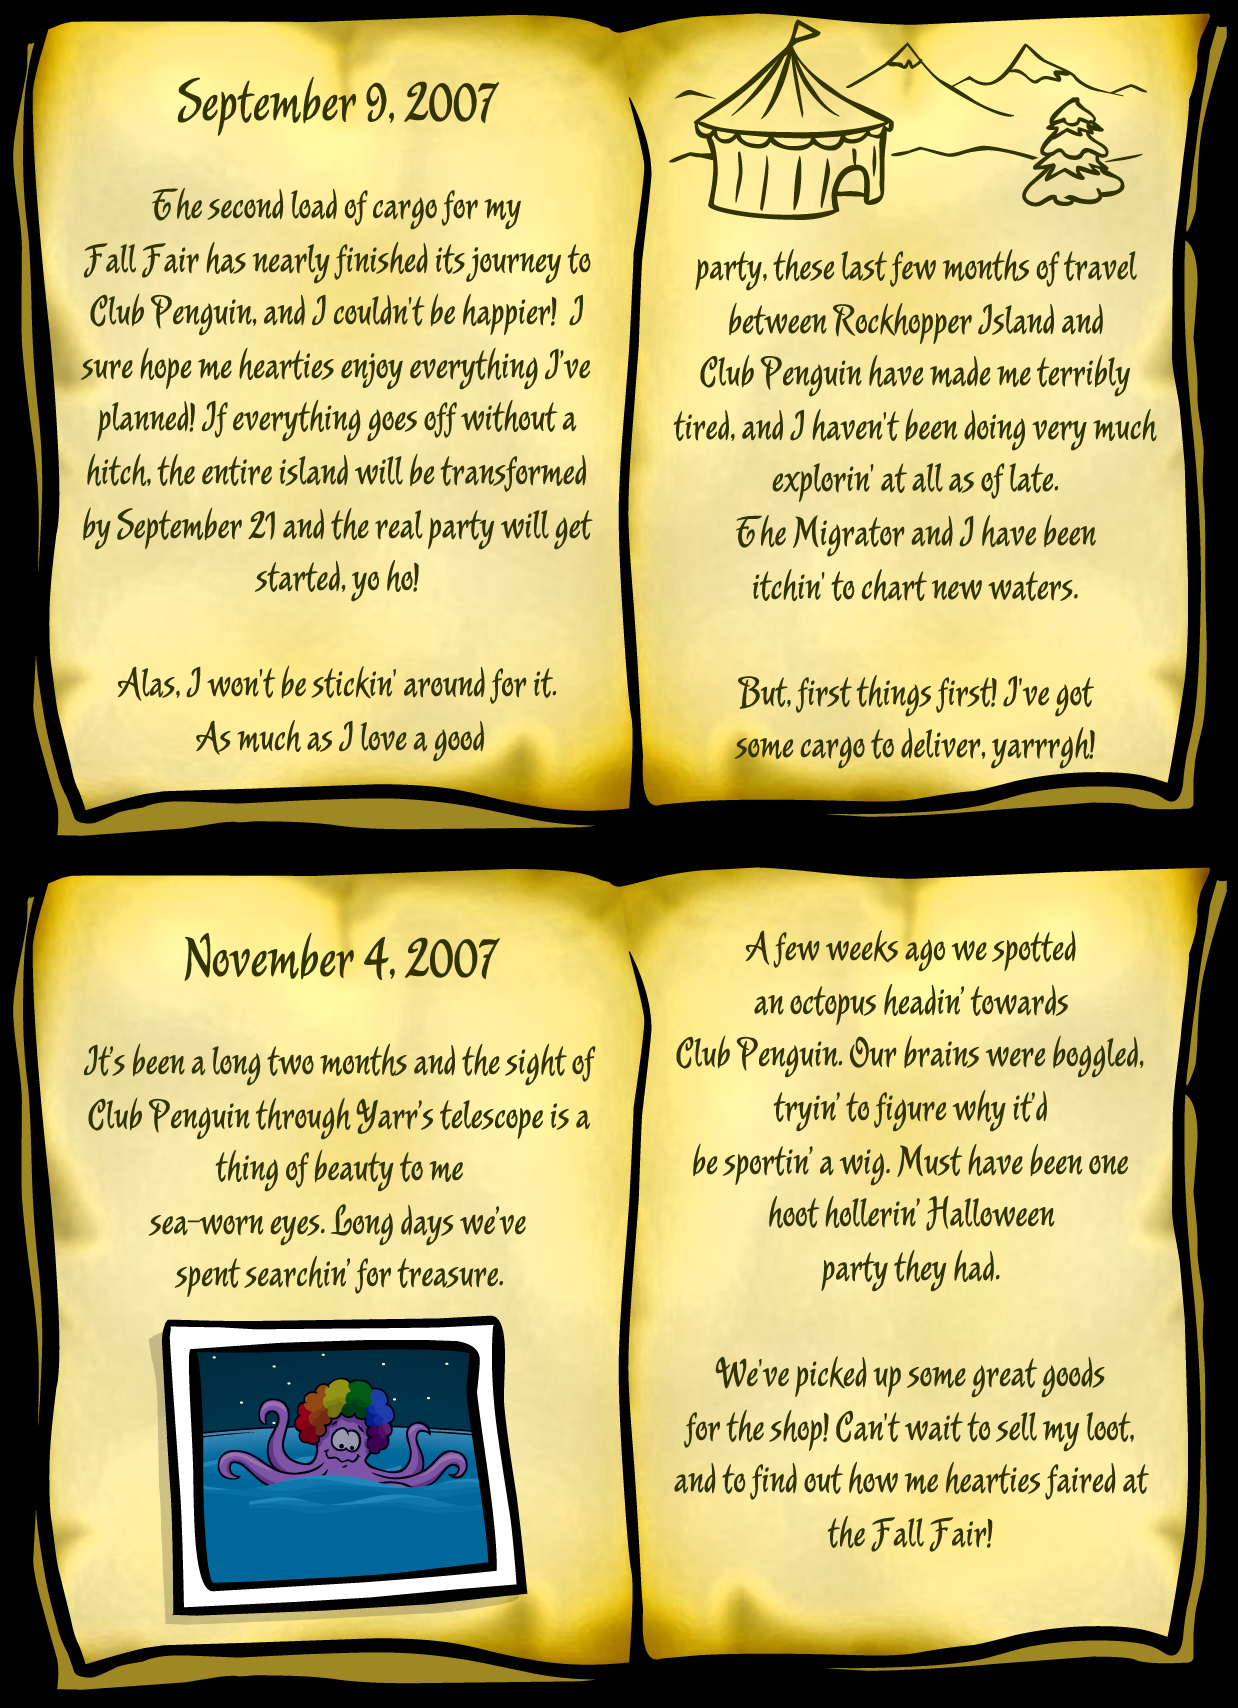 September 9, 2007
The second load of cargo for my
Fall Fair has nearly finished its journey to
Club Penguin, and I couldn't be happier! I
sure hope me hearties enjoy everything I've
planned! If everything goes off without a
hitch, the entire island will be transformed
by September 21 and the real party will get
started, yo ho!
Alas, I won't be stickin' around for it.
As much as I love a good
party, these last few months of travel
between Rockhopper Island and
Club Penguin have made me terribly
tired, and I haven't been doing very much
explorin' at all as of late.
The Migrator and I have been
itchin' to chart new waters.
But, first things first! I've got
some cargo to deliver, yarrrgh!
November 4, 2007
It's been a long two months and the sight of
Club Penguin through Yarr's telescope is a
thing of beauty to me
sea-worn eyes. Long days we've
spent searchin' for treasure.
A few weeks ago we spotted
an octopus headin' towards
Club Penguin. Our brains were boggled,
tryin' to figure why it'd
be sportin' a wig. Must have been one
hoot hollerin' Halloween
party they had.
We've picked up some great goods
for the shop! Can't wait to sell my loot,
and to find out how me hearties faired at
the Fall Fair!